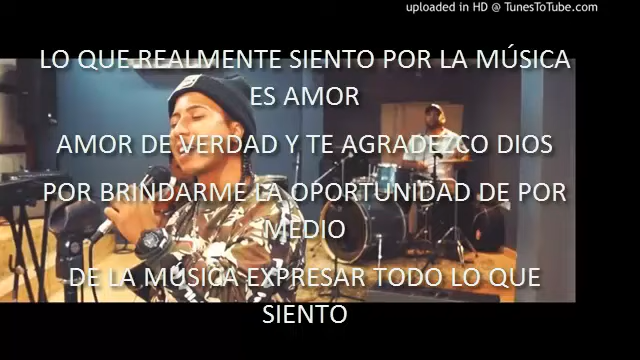 uploaded in HD @ TunesToTube.com
LO QUE REALMENTE SIENTO POR LA MÚSICA
ES AMOR
AMOR DE VERDAD Y TE AGRADEZCO DIOS
POR BRINDARME LA OPORTUNIDAD DE POR
MEDIO
DE LA MÚSICA EXPRESAR TODO LO QUE
SIENTO